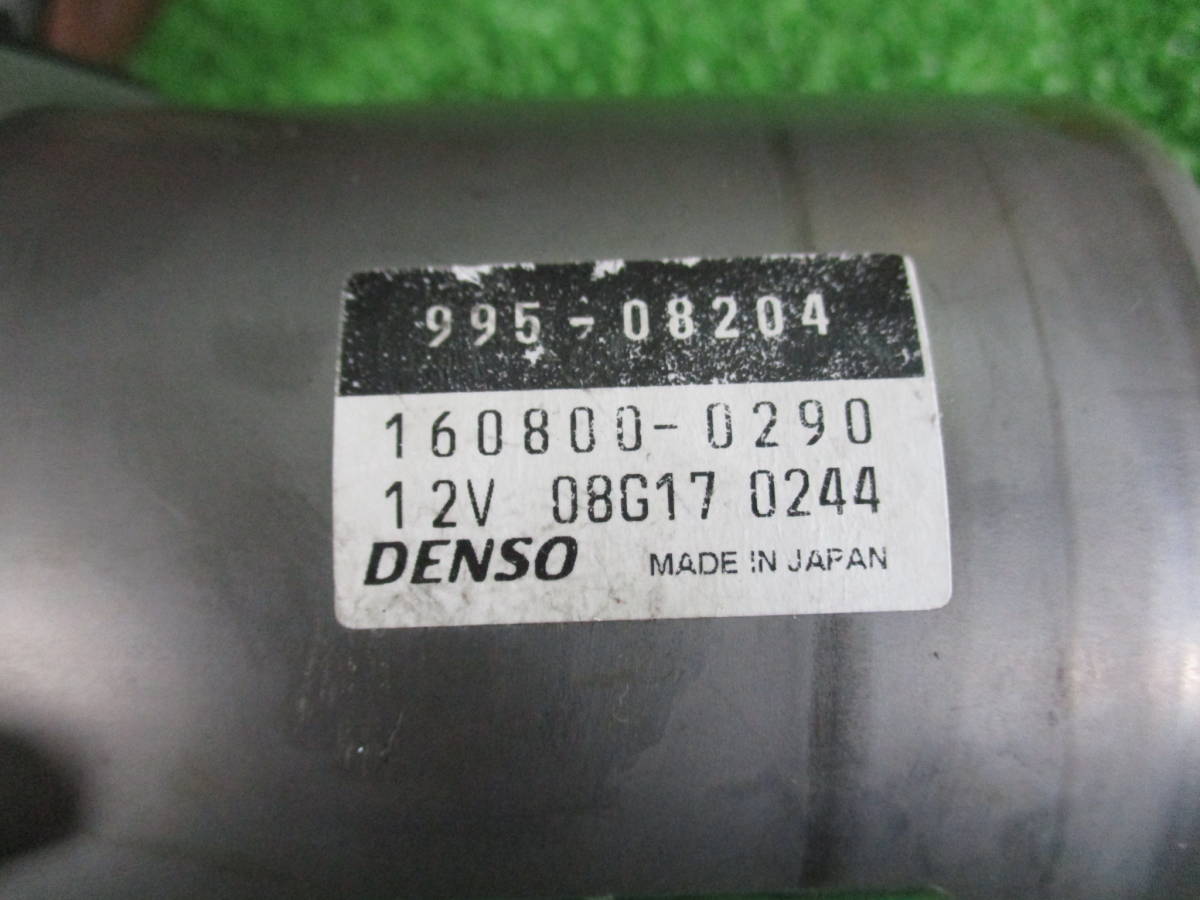 995-08204
160800-0290
12V 08G17 0244
DENSO MADE IN JAPAN